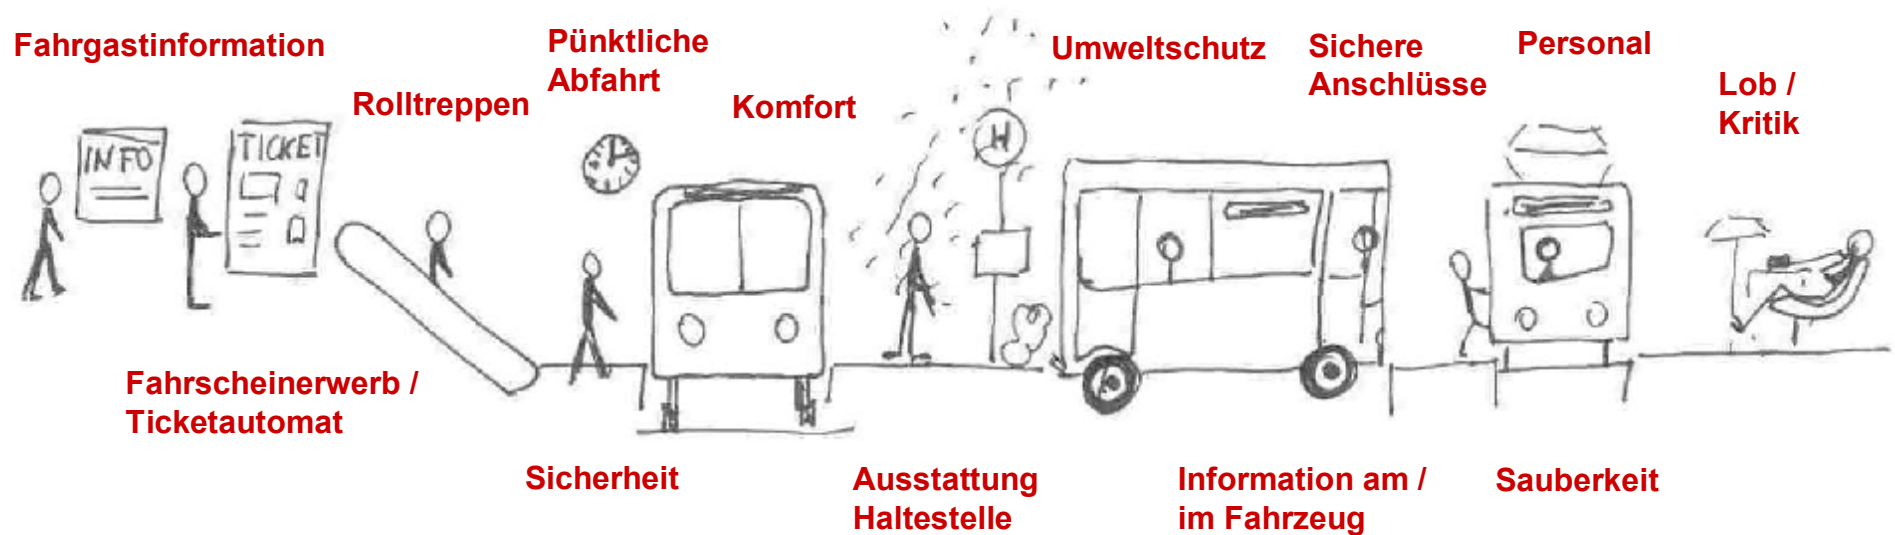 Fahrgastinformation
Rolltreppen
Pünktliche
Abfahrt
Komfort
Umweltschutz
Sichere
Anschlüsse
Personal
Lob /
Kritik
INFO
TICKET
H
Fahrscheinerwerb /
Ticketautomat
Sicherheit
Ausstattung
Haltestelle
Information am /
im Fahrzeug
Sauberkeit